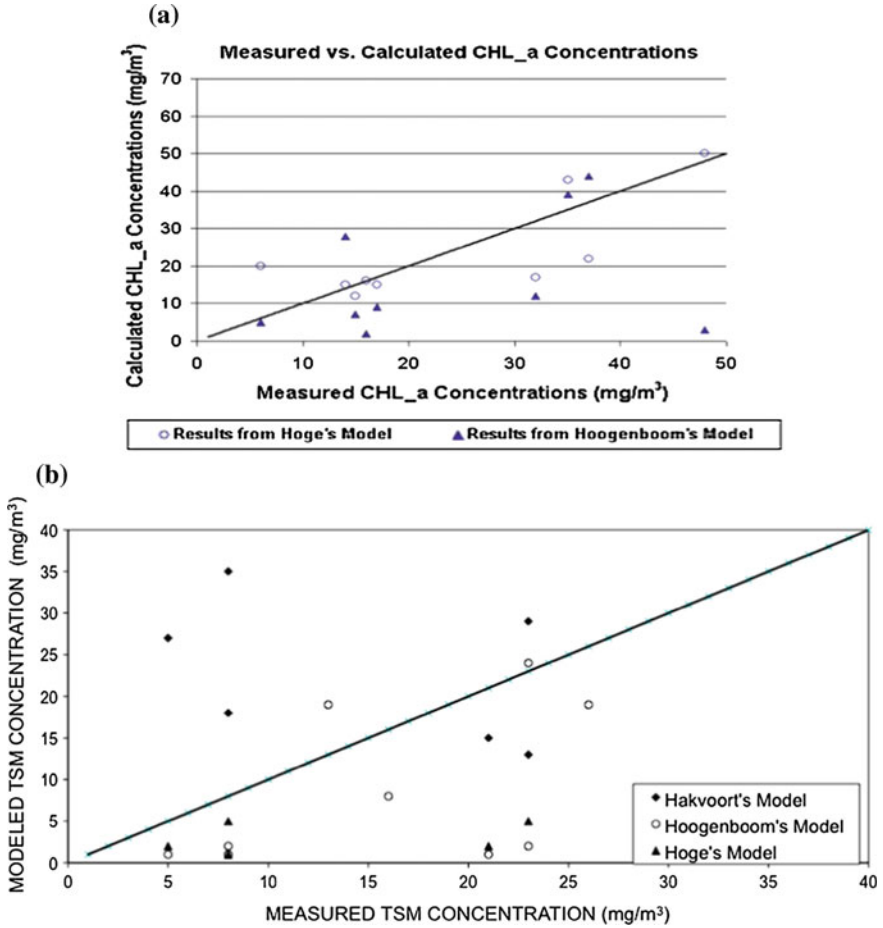 (a)
Measured vs. Calculated CHL_a Concentrations
Calculated CHL_a Concentrations (mg/m³)
70
60
50
40
30
20
10
0
0 10 20 30 40 50
Measured CHL_a Concentrations (mg/m³)
Results from Hoge's Model Results from Hoogenboom's Model
(b)
MODELED TSM CONCENTRATION (mg/m³)
40
35
30
25
20
15
10
5
0
0 5 10 15 20 25 30 35 40
Hakvoort's Model
Hoogenboom's Model
Hoge's Model
MEASURED TSM CONCENTRATION (mg/m³)